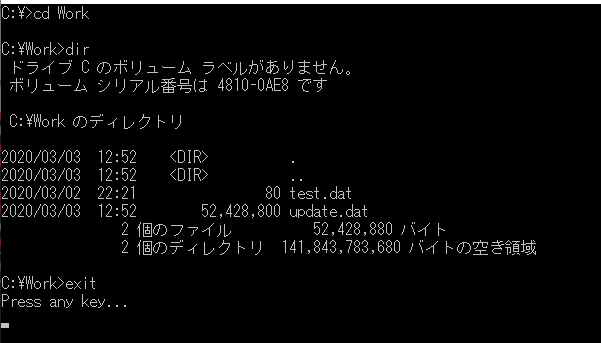 C:¥>cd Work
C:¥Work>dir
ドライブ C のボリューム ラベルがありません。
ボリューム シリアル番号は 4810-0AE8 です
C:¥Work のディレクトリ
2020/03/03 12:52 <DIR> .
2020/03/03 12:52 <DIR> ..
2020/03/02 22:21 80 test.dat
2020/03/03 12:52 52,428,800 update.dat
2 個のファイル 52,428,880 バイト
2 個のディレクトリ 141,843,783,680 バイトの空き領域
C:¥Work>exit
Press any key...